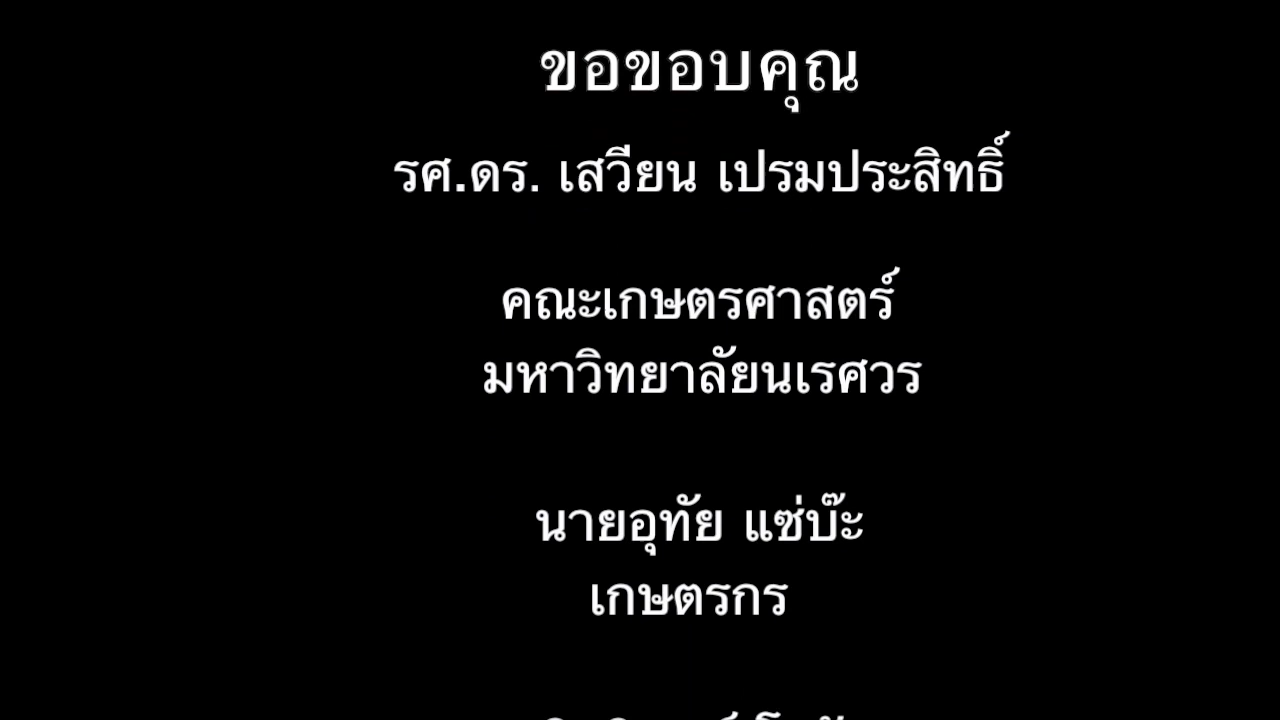 ขอขอบคุณ
รศ.ดร. เสวียน เปรมประสิทธิ์
คณะเกษตรศาสตร์
มหาวิทยาลัยนเรศวร
นายอุทัย แซ่บ๊ะ
เกษตรกร